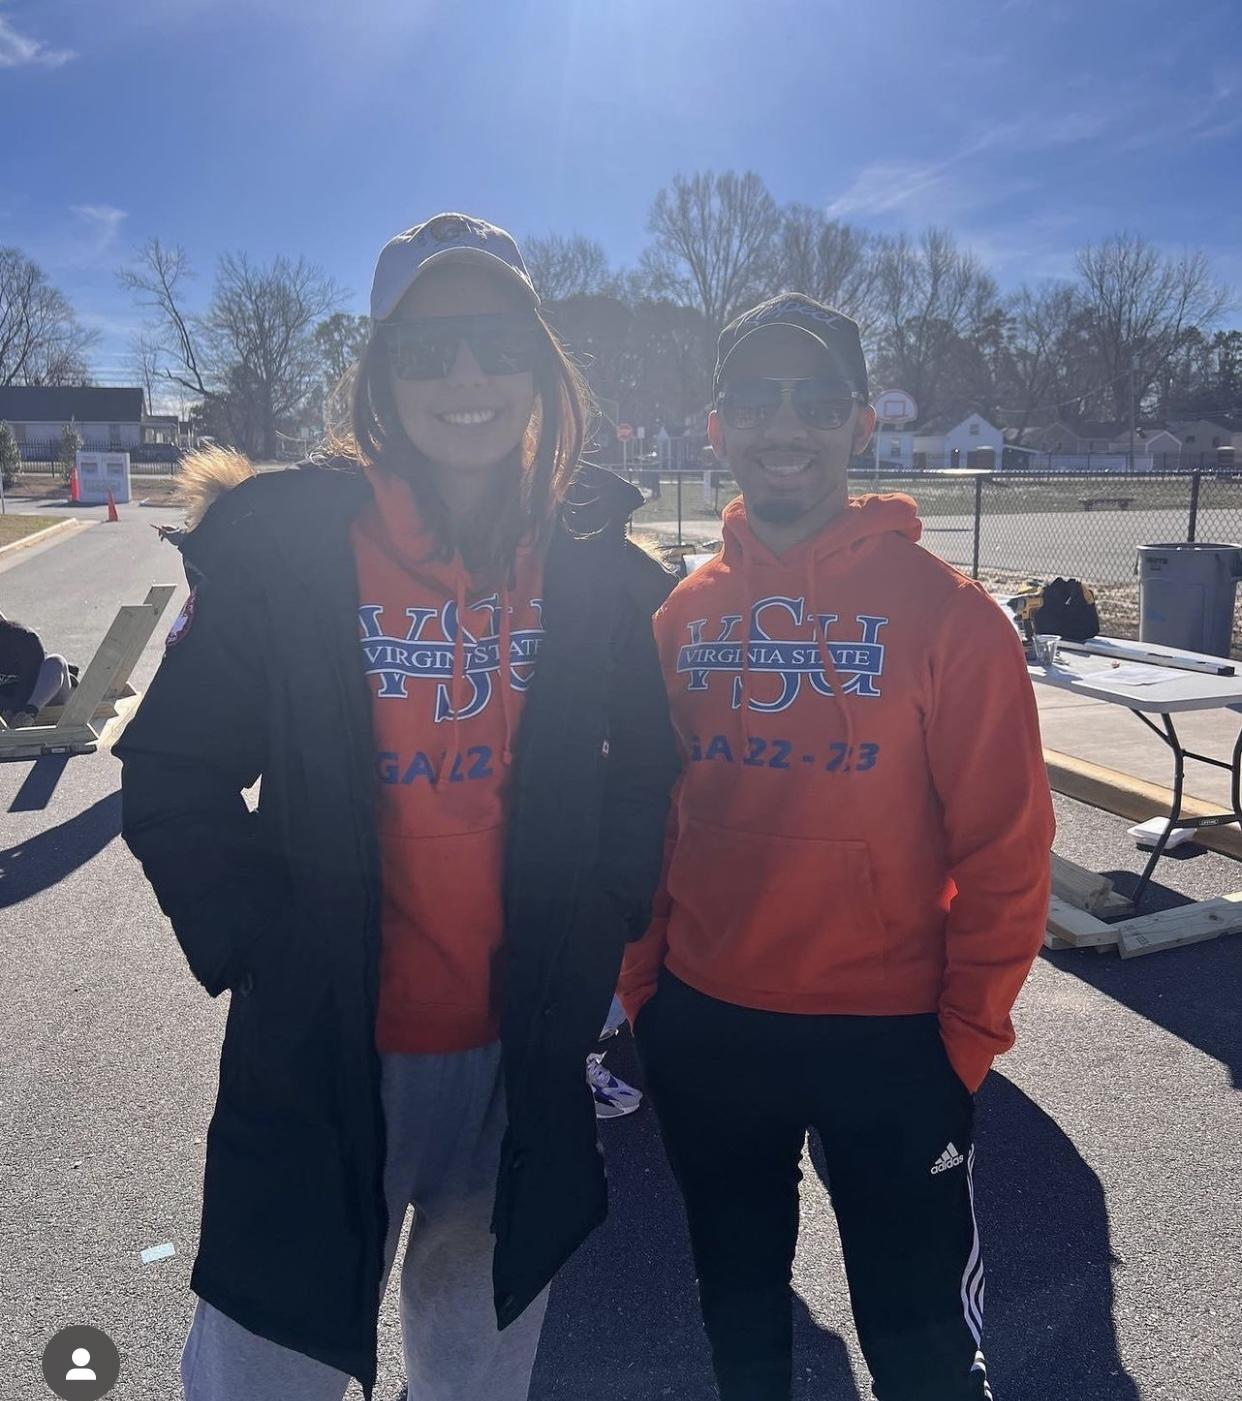 VSU
VIRGINIA STATE
GA 22
VSU
VIRGINIA STATE
GA 22 - 23
adidas